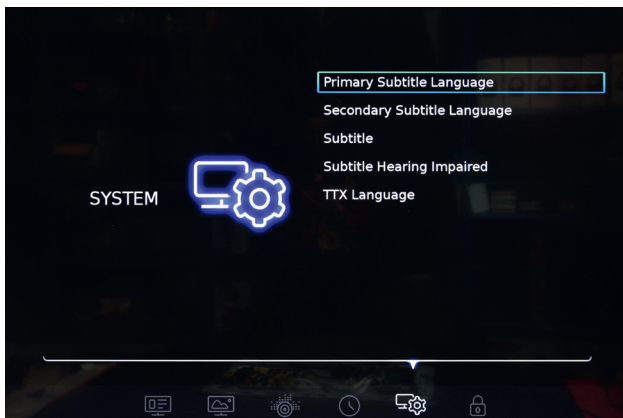 Primary Subtitle Language
Secondary Subtitle Language
Subtitle
Subtitle Hearing Impaired
TTX Language
SYSTEM